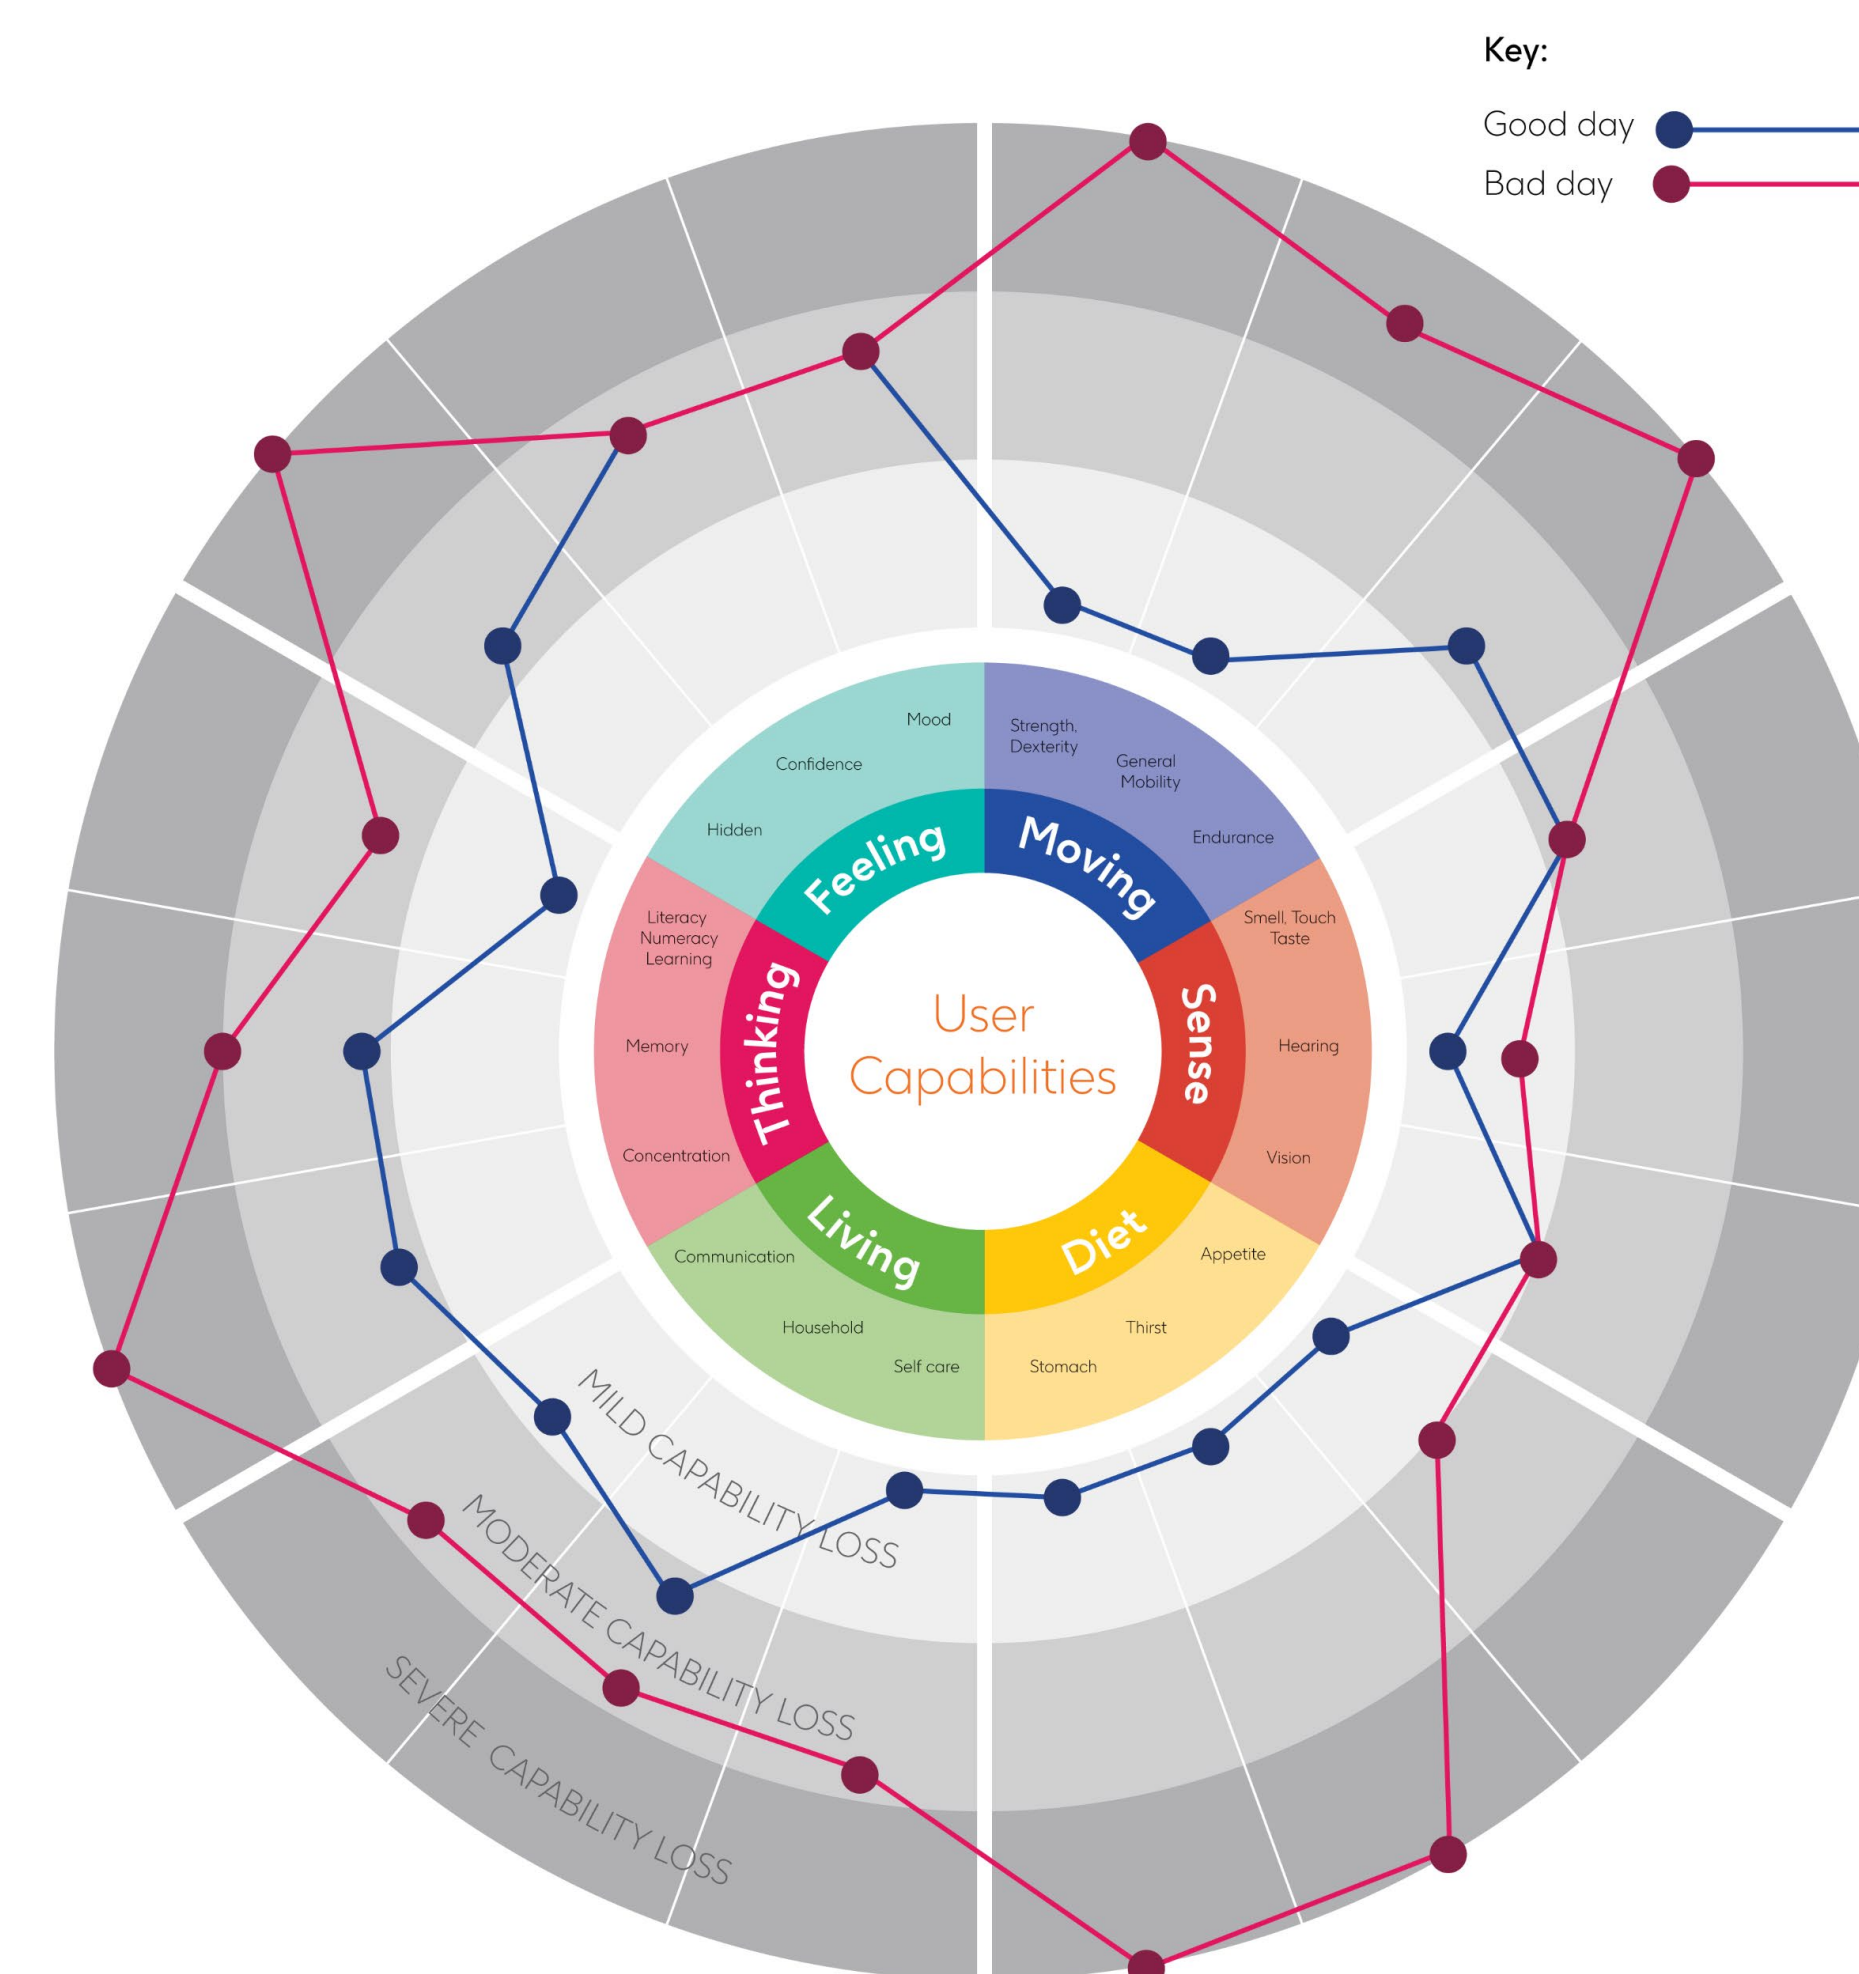 Key:
Good day
Bad day
Mood
Confidence
Hidden
Feeling
Strength,
Dexterity
General
Mobility
Endurance
Moving
Smell, Touch
Taste
Hearing
Vision
Sense
Appetite
Thirst
Stomach
Diet
Communication
Household
Self care
Living
Literacy
Numeracy
Learning
Memory
Concentration
Thinking
User
Capabilities
MILD CAPABILITY LOSS
MODERATE CAPABILITY LOSS
SEVERE CAPABILITY LOSS